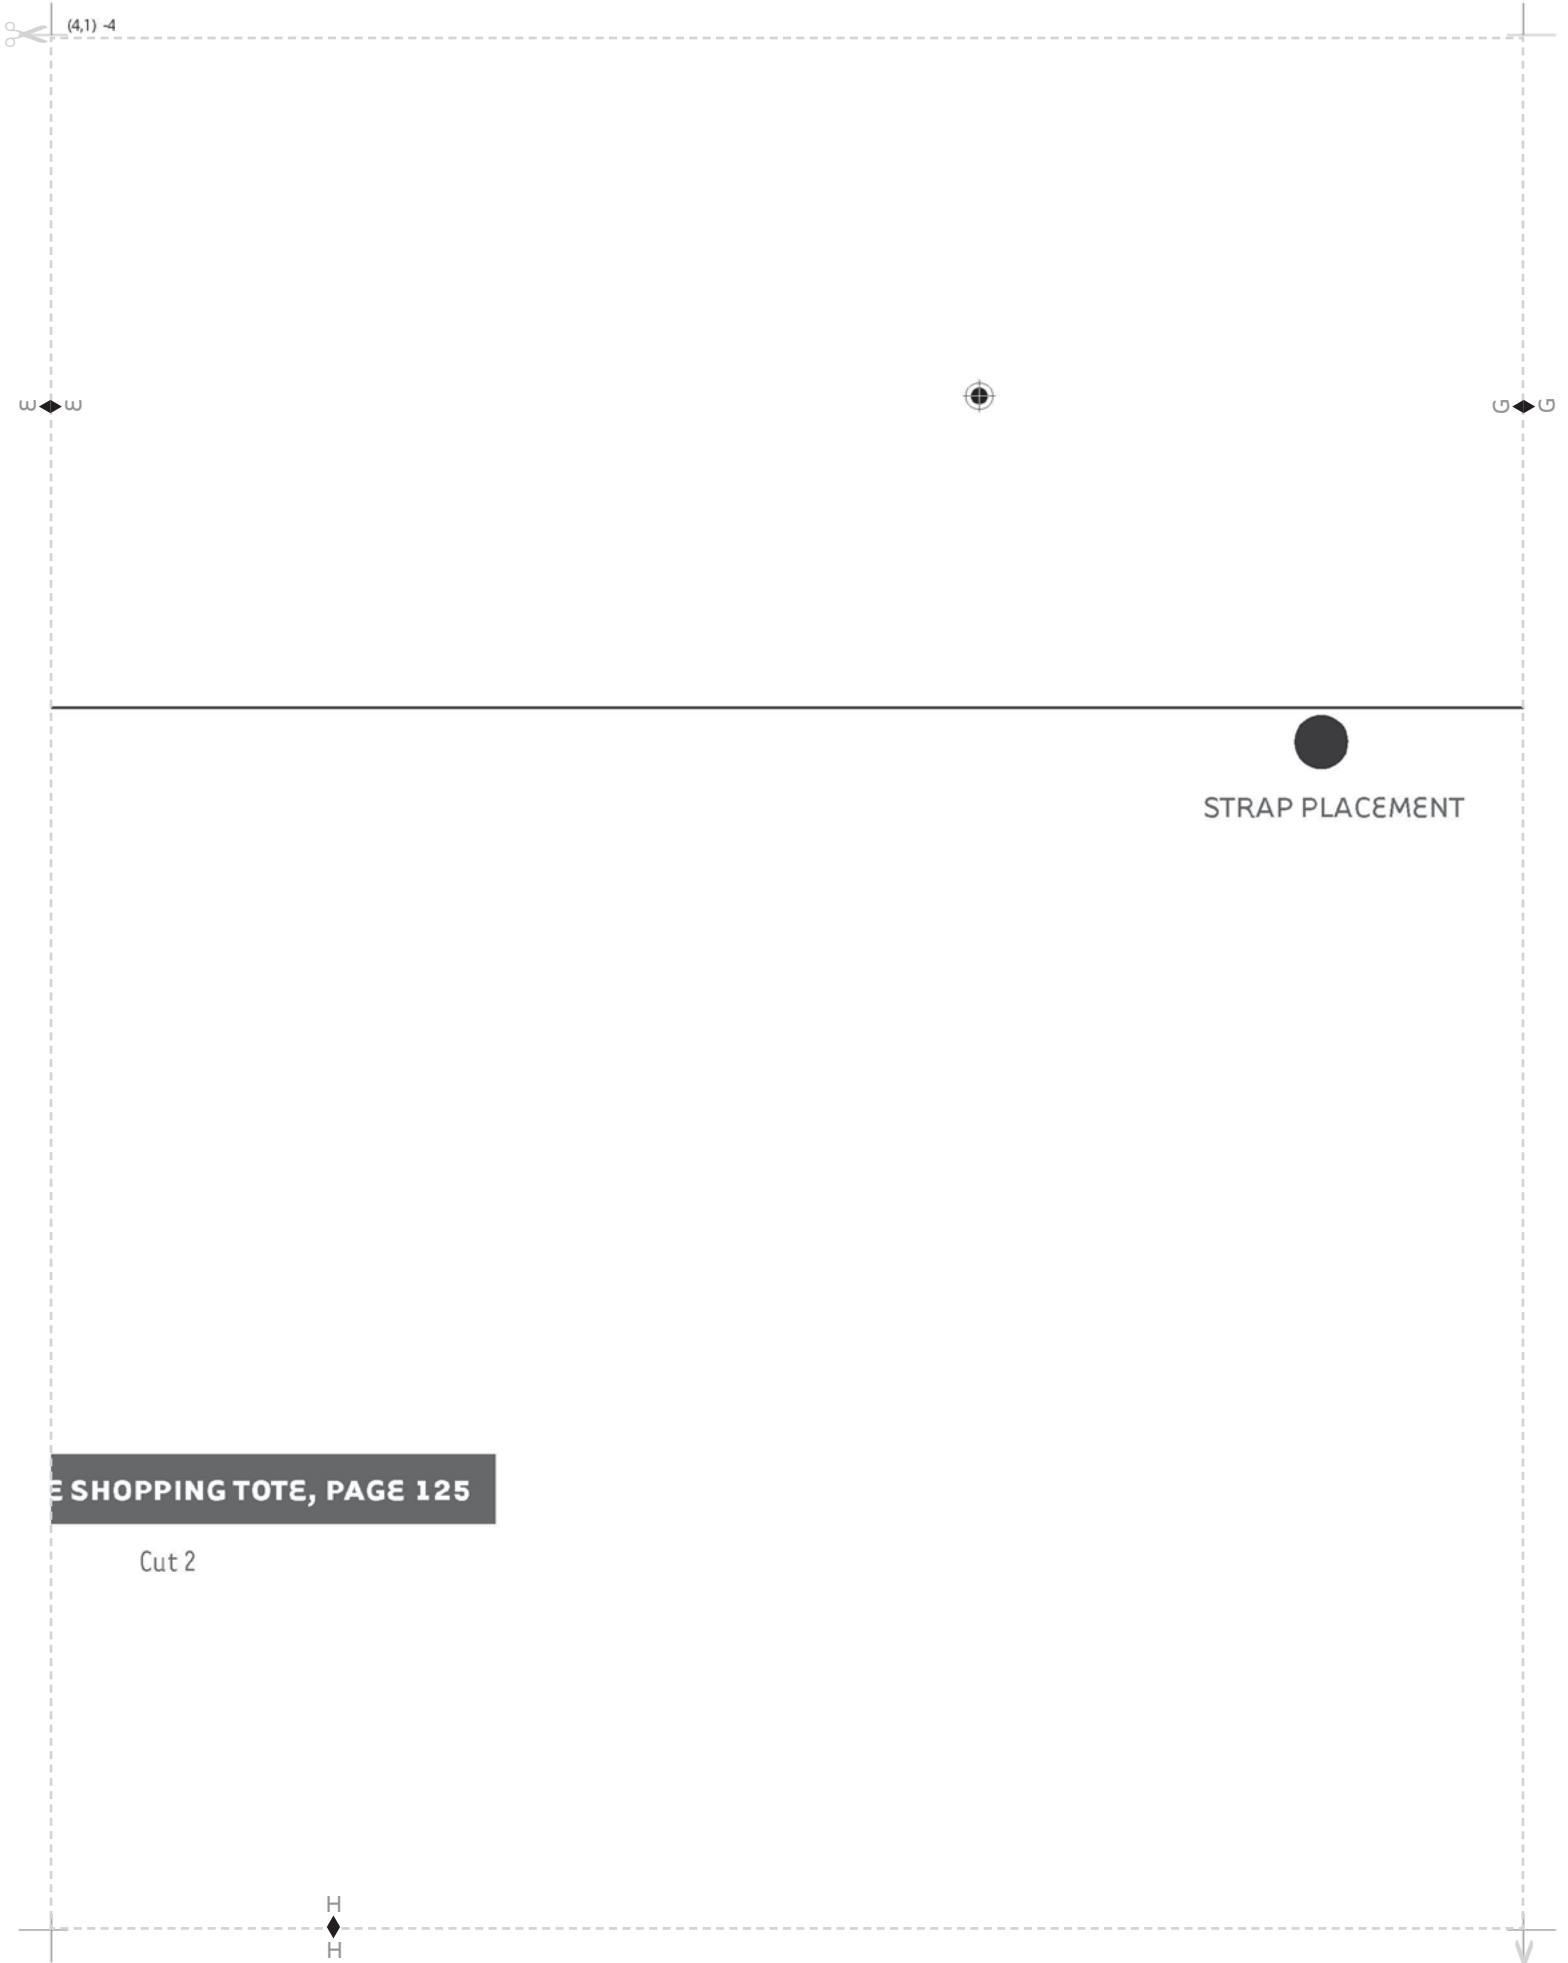 (4,1) -4
E E
G G
STRAP PLACEMENT
E SHOPPING TOTE, PAGE 125
Cut 2
H
H